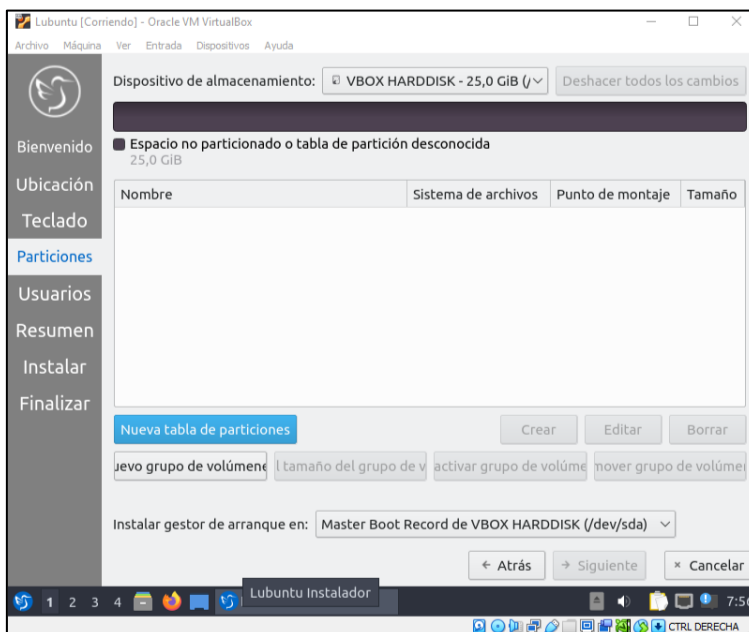 Lubuntu [Corriendo] - Oracle VM VirtualBox
Archivo Máquina Ver Entrada Dispositivos Ayuda
Dispositivo de almacenamiento: VBOX HARDDISK - 25,0 GiB (/ Deshacer todos los cambios
Espacio no particionado o tabla de partición desconocida
25,0 GiB
Bienvenido
Ubicación
Teclado
Particiones
Usuarios
Resumen
Instalar
Finalizar
Nombre Sistema de archivos Punto de montaje Tamaño
Nueva tabla de particiones Crear Editar Borrar
uevo grupo de volúmene l tamaño del grupo de v activar grupo de volúme mover grupo de volúmen
Instalar gestor de arranque en: Master Boot Record de VBOX HARDDISK (/dev/sda)
Atrás Siguiente Cancelar
Lubuntu Instalador
1 2 3 4 7:56
CTRL DERECHA